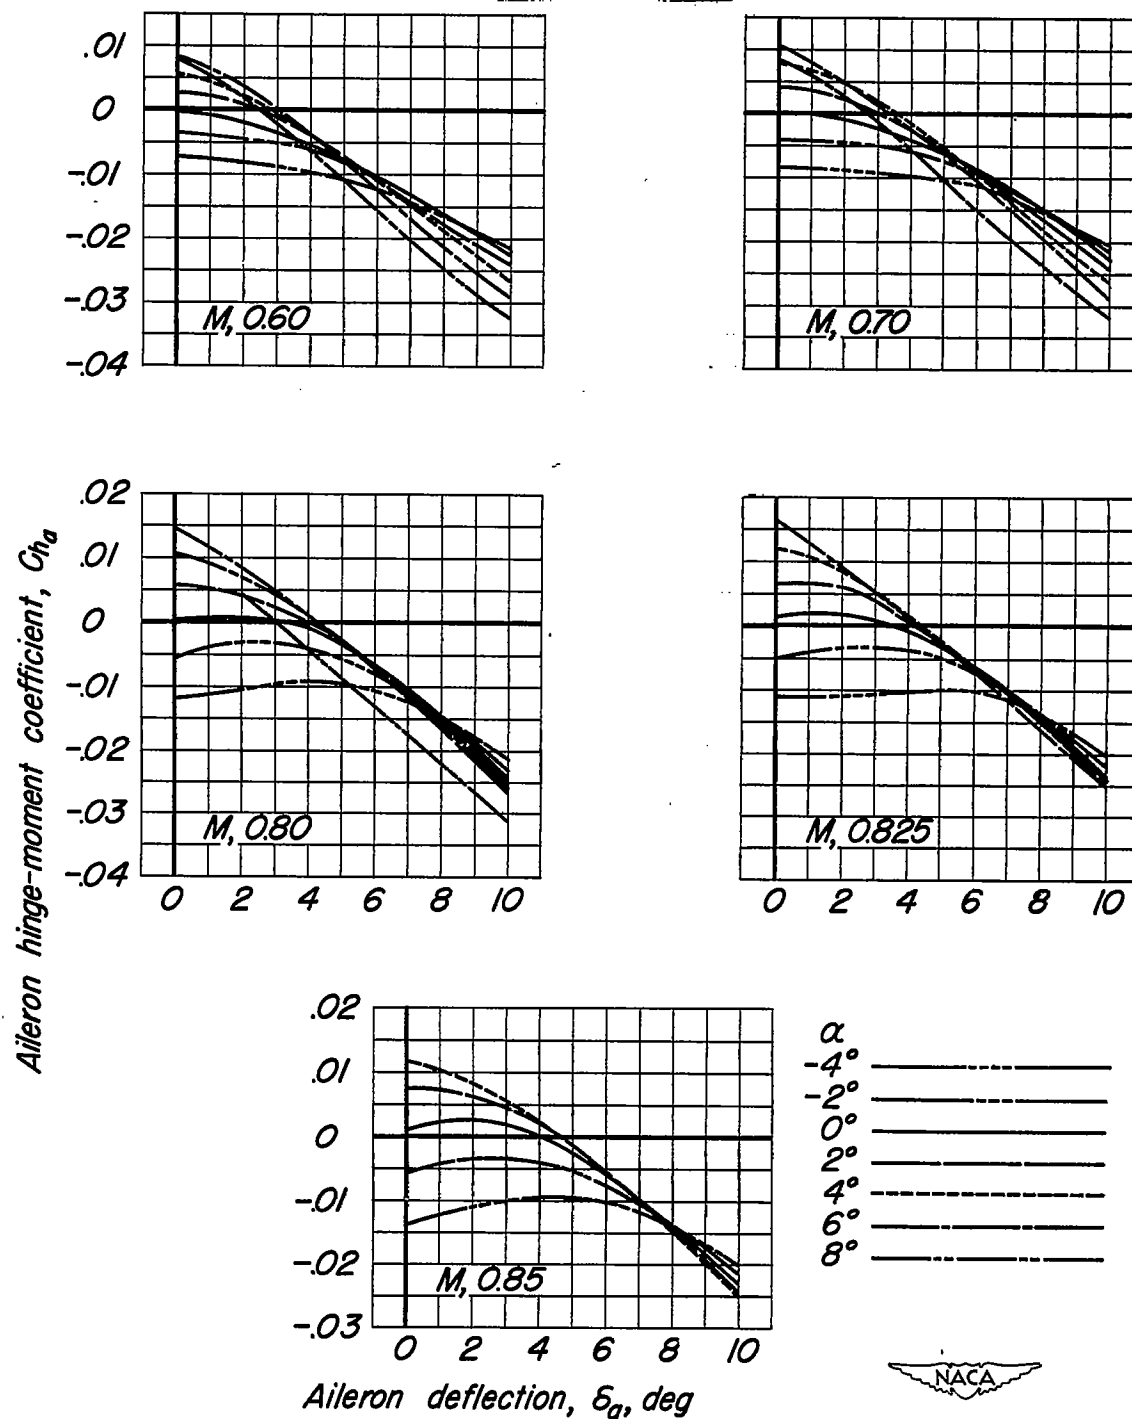 .01
0
-.01
-.02
-.03
-.04
M, 0.60
M, 0.70
Aileron hinge-moment coefficient, Cha
.02
.01
0
-.01
-.02
-.03
-.04
M, 0.80
0 2 4 6 8 10
M, 0.825
0 2 4 6 8 10
.02
.01
0
-.01
-.02
-.03
M, 0.85
0 2 4 6 8 10
Aileron deflection, δa, deg
α
-4°
-2°
0°
2°
4°
6°
8°
NACA